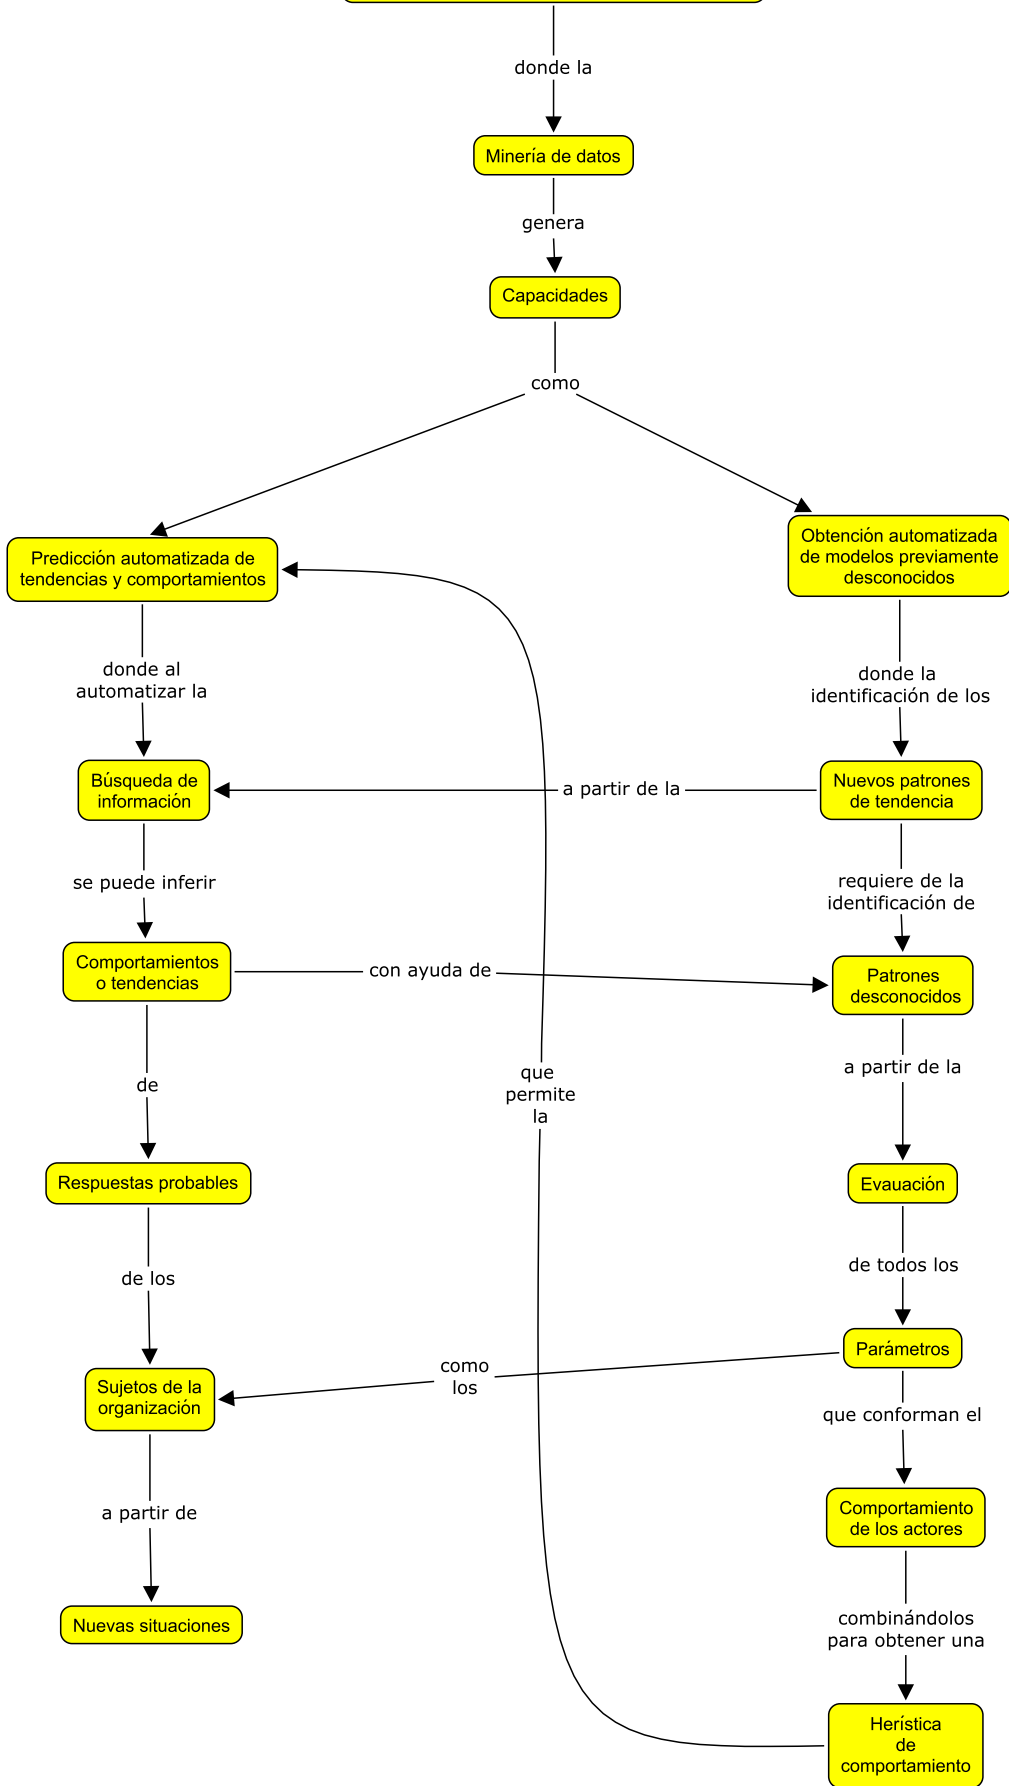 donde la
Minería de datos
genera
Capacidades
como
Predicción automatizada de
tendencias y comportamientos
Obtención automatizada
de modelos previamente
desconocidos
donde al
automatizar la
donde la
identificación de los
Búsqueda de
información
a partir de la
Nuevos patrones
de tendencia
se puede inferir
requiere de la
identificación de
Comportamientos
o tendencias
con ayuda de
Patrones
desconocidos
que
permite
la
de
a partir de la
Respuestas probables
Evauación
de los
de todos los
Parámetros
como
los
Sujetos de la
organización
que conforman el
a partir de
Comportamiento
de los actores
Nuevas situaciones
combinándolos
para obtener una
Herística
de
comportamiento